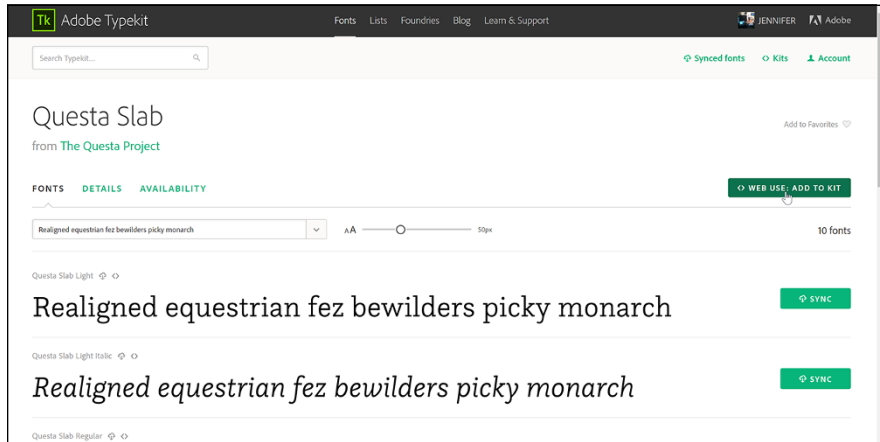 Tk Adobe Typekit
Fonts Lists Foundries Blog Learn & Support
JENNIFER Adobe
Search Typekit...
Synced fonts Kits Account
Questa Slab
Add to Favorites
from The Questa Project
FONTS DETAILS AVAILABILITY
WEB USE: ADD TO KIT
Realigned equestrian fez bewilders picky monarch
AA 50px
10 fonts
Questa Slab Light
Realigned equestrian fez bewilders picky monarch
SYNC
Questa Slab Light Italic
Realigned equestrian fez bewilders picky monarch
SYNC
Questa Slab Regular